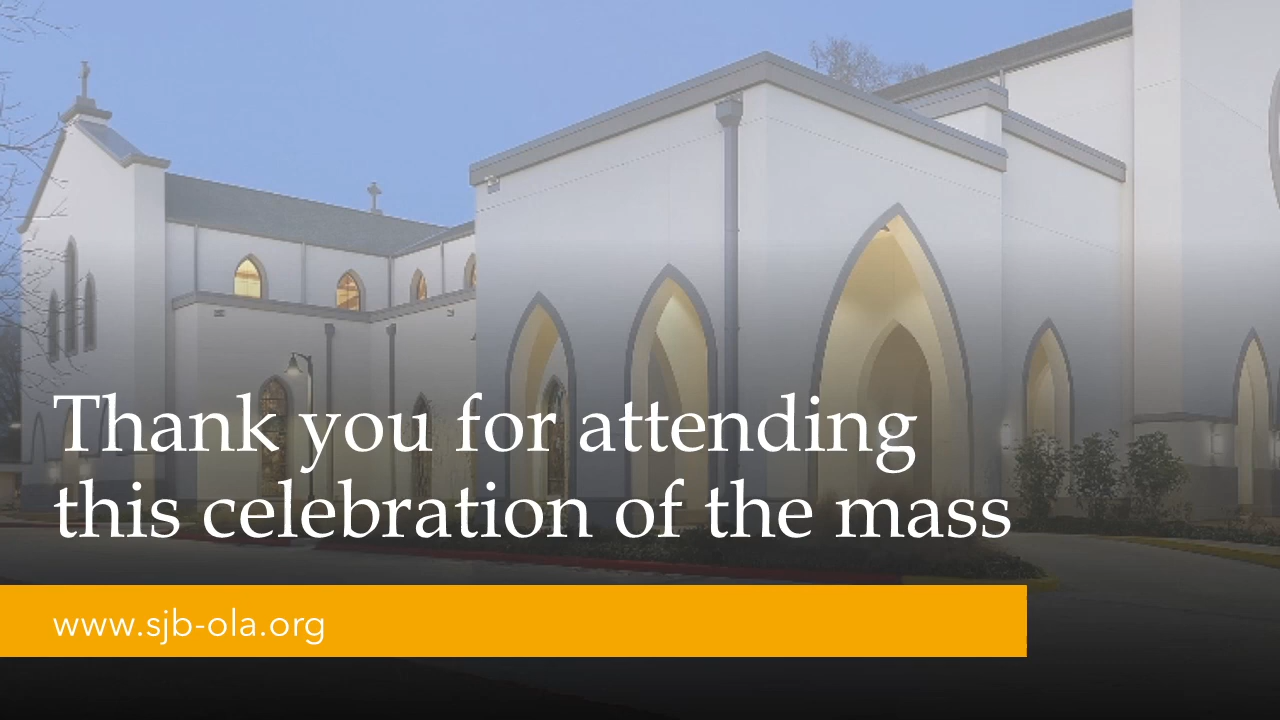 Thank you for attending
this celebration of the mass
www.sjb-ola.org